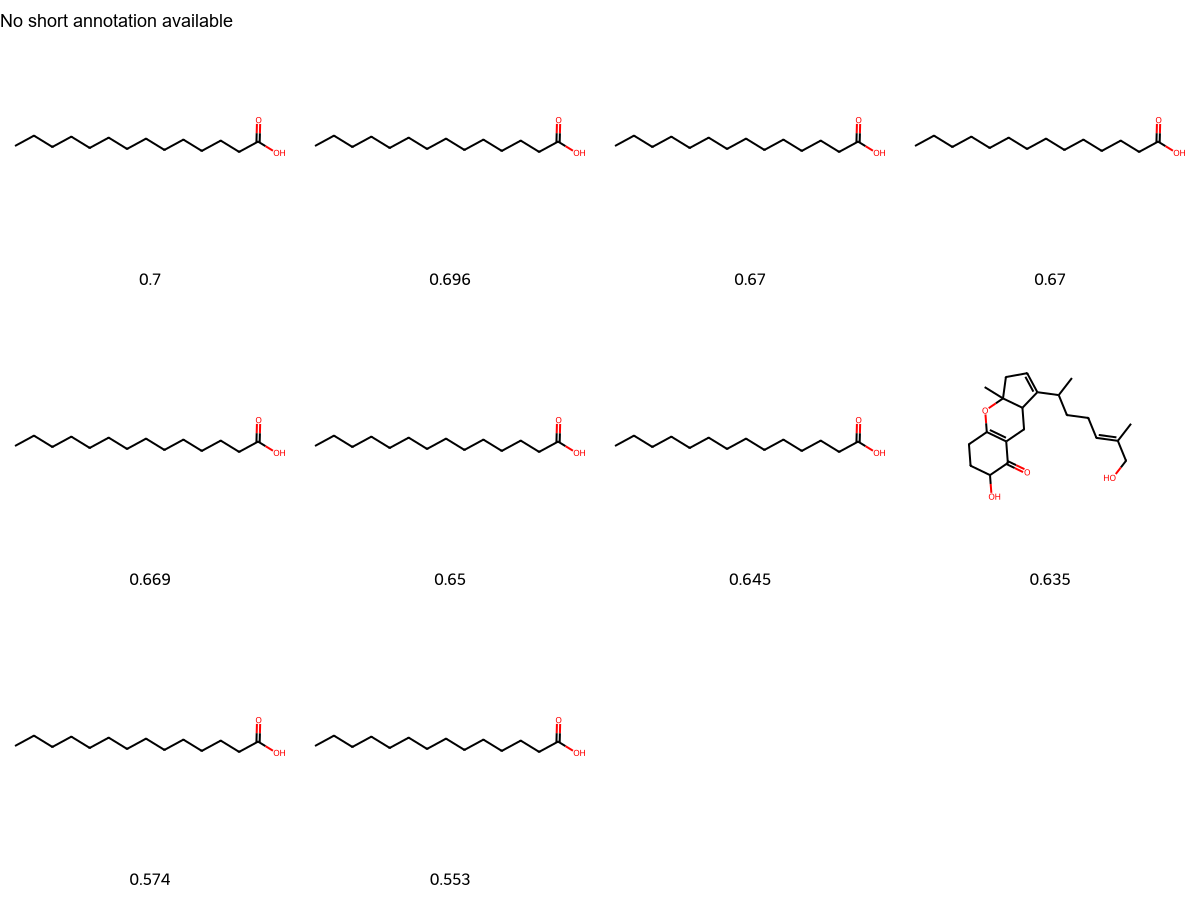 No short annotation available
O O O O
OH OH OH OH
0.7 0.696 0.67 0.67
O O O
OH OH OH
O
O
HO
OH
0.669 0.65 0.645 0.635
O O
OH OH
0.574 0.553